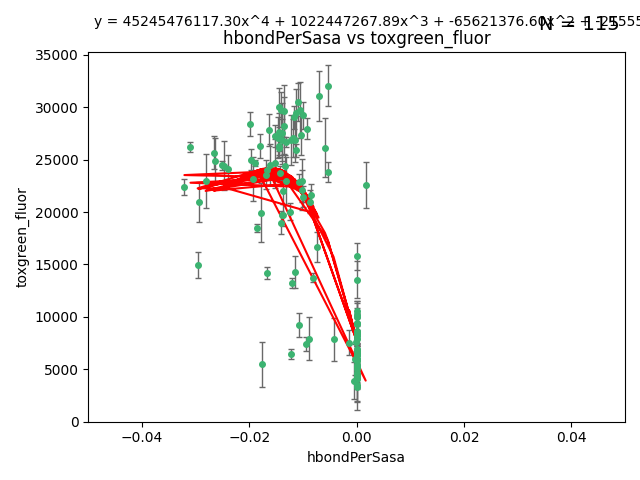 y = 45245476117.30x^4 + 1022447267.89x^3 + -65621376.60x^2 +
N = 115
hbondPerSasa vs toxgreen_fluor
35000
30000
25000
20000
15000
10000
5000
0
toxgreen_fluor
−0.04 −0.02 0.00 0.02 0.04
hbondPerSasa